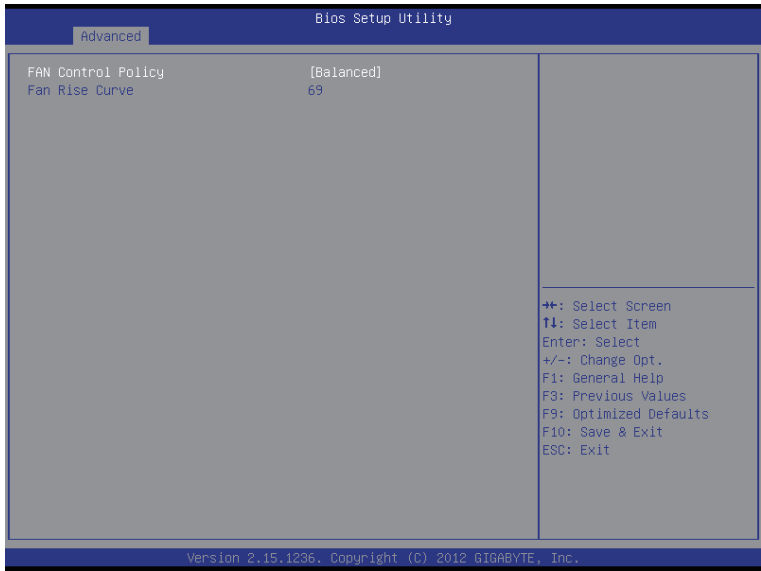 Bios Setup Utility
Advanced
FAN Control Policy [Balanced]
Fan Rise Curve 69
→←: Select Screen
↑↓: Select Item
Enter: Select
+/-: Change Opt.
F1: General Help
F3: Previous Values
F9: Optimized Defaults
F10: Save & Exit
ESC: Exit
Version 2.15.1236. Copyright (C) 2012 GIGABYTE, Inc.